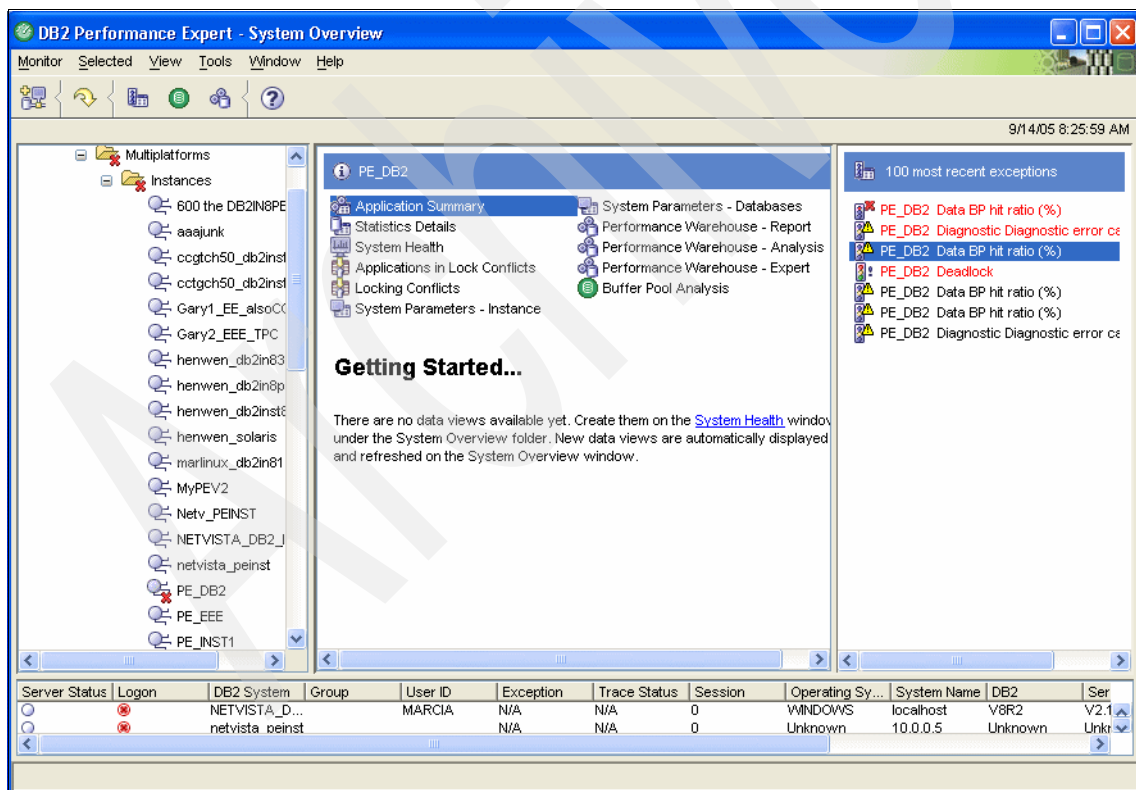 DB2 Performance Expert - System Overview
Monitor Selected View Tools Window Help
9/14/05 8:25:59 AM
Multiplatforms
Instances
600 the DB2IN8PE
aaajunk
ccgtch50_db2inst
cctgch50_db2inst
Gary1_EE_alsoCC
Gary2_EEE_TPC
henwen_db2in83
henwen_db2in8p
henwen_db2inst8
henwen_solaris
marlinux_db2in81
MyPEV2
Netv_PEINST
NETVISTA_DB2_I
netvista_peinst
PE_DB2
PE_EEE
PE_INST1
PE_DB2
Application Summary
Statistics Details
System Health
Applications in Lock Conflicts
Locking Conflicts
System Parameters - Instance
System Parameters - Databases
Performance Warehouse - Report
Performance Warehouse - Analysis
Performance Warehouse - Expert
Buffer Pool Analysis
Getting Started...
There are no data views available yet. Create them on the System Health window
under the System Overview folder. New data views are automatically displayed
and refreshed on the System Overview window.
100 most recent exceptions
PE_DB2 Data BP hit ratio (%)
PE_DB2 Diagnostic Diagnostic error ca
PE_DB2 Data BP hit ratio (%)
PE_DB2 Deadlock
PE_DB2 Data BP hit ratio (%)
PE_DB2 Data BP hit ratio (%)
PE_DB2 Diagnostic Diagnostic error ca
Server Status Logon DB2 System Group User ID Exception Trace Status Session Operating Sy... System Name DB2 Ser
NETVISTA_D... MARCIA N/A N/A 0 WINDOWS localhost V8R2 V2.1
netvista_peinst N/A N/A 0 Unknown 10.0.0.5 Unknown Unkr